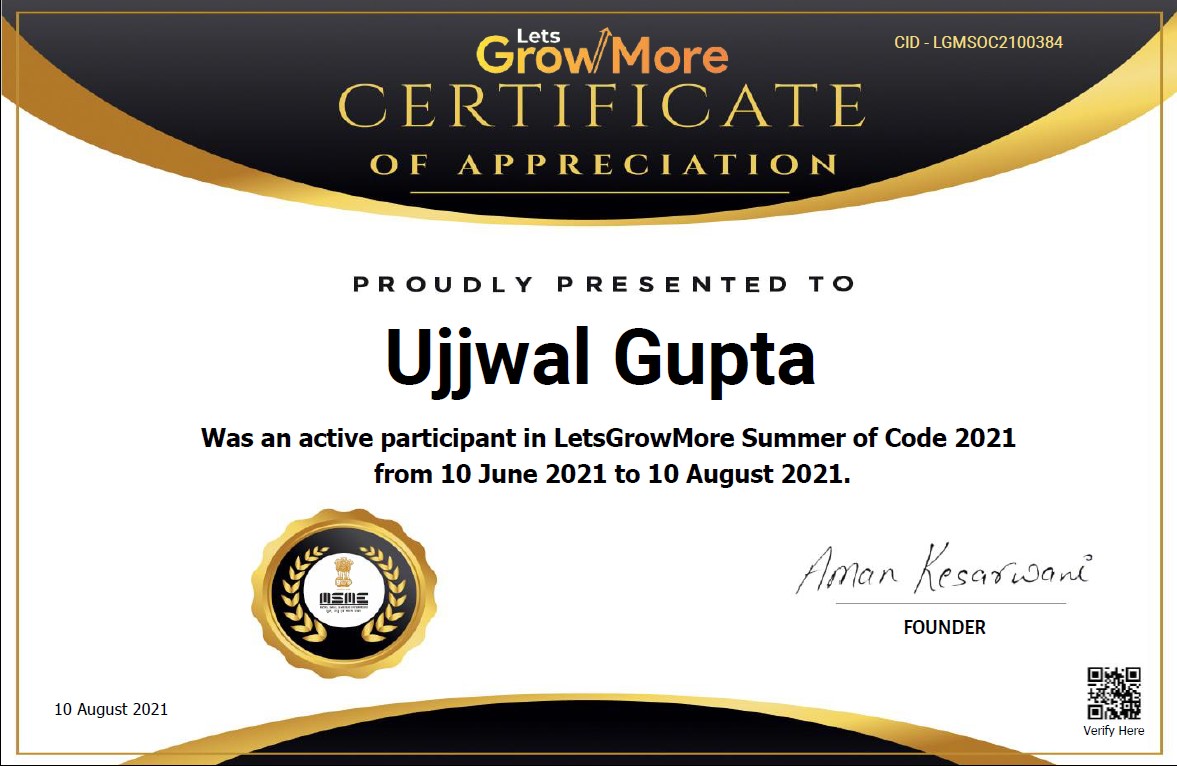 Lets
GrowMore
CID - LGMSOC2100384
CERTIFICATE
OF APPRECIATION
PROUDLY PRESENTED TO
Ujjwal Gupta
Was an active participant in LetsGrowMore Summer of Code 2021
from 10 June 2021 to 10 August 2021.
MSME
Aman Kesarwani
FOUNDER
10 August 2021
Verify Here